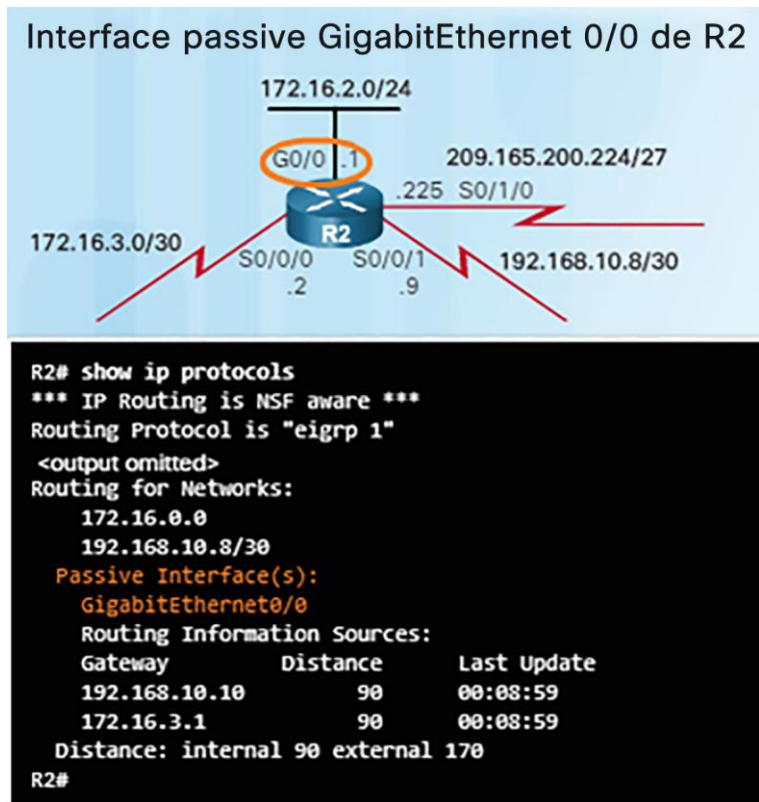 Interface passive GigabitEthernet 0/0 de R2
172.16.2.0/24
G0/0 .1
209.165.200.224/27
.225 S0/1/0
R2
172.16.3.0/30
S0/0/0 S0/0/1
192.168.10.8/30
.2 .9
R2# show ip protocols
*** IP Routing is NSF aware ***
Routing Protocol is "eigrp 1"
<output omitted>
Routing for Networks:
172.16.0.0
192.168.10.8/30
Passive Interface(s):
GigabitEthernet0/0
Routing Information Sources:
Gateway Distance Last Update
192.168.10.10 90 00:08:59
172.16.3.1 90 00:08:59
Distance: internal 90 external 170
R2#